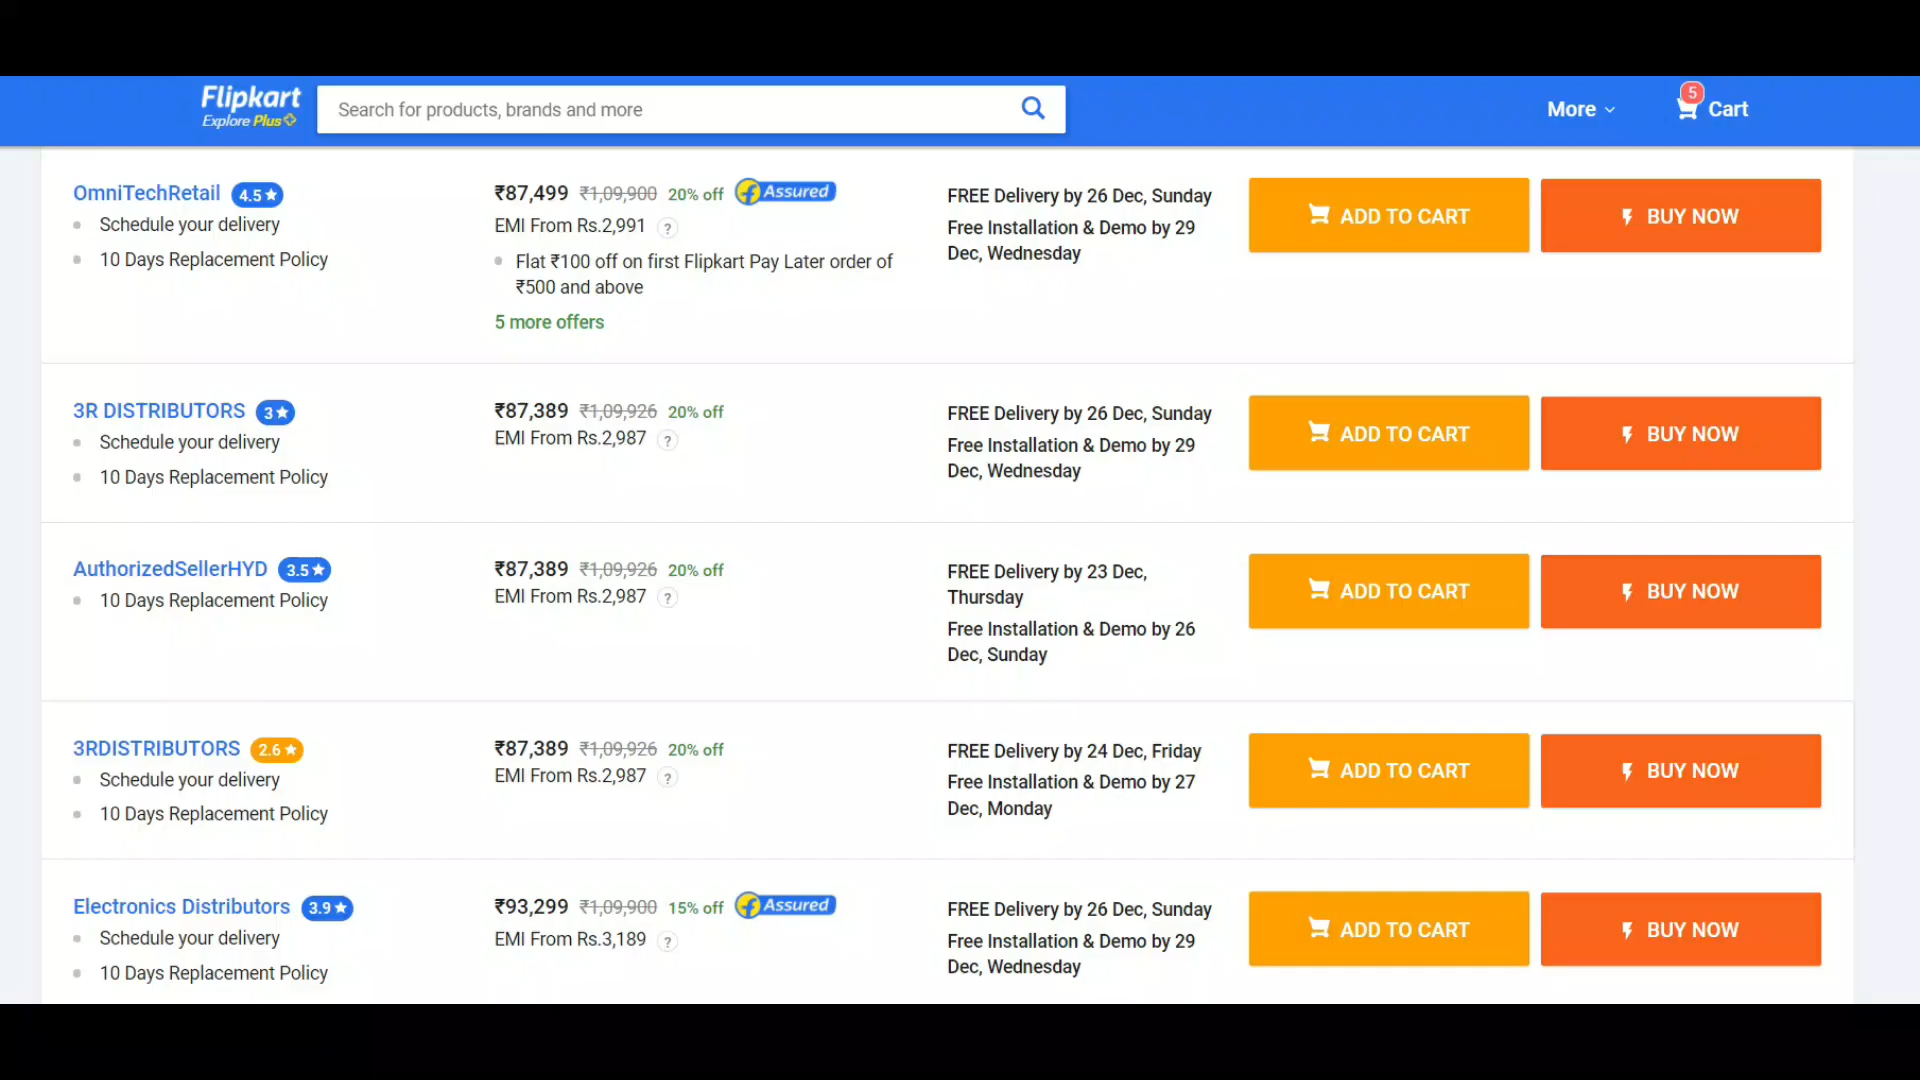 Flipkart
Explore Plus
Search for products, brands and more
More
5
Cart
OmniTechRetail 4.5★
Schedule your delivery
10 Days Replacement Policy
₹87,499 ₹1,09,900 20% off Assured
EMI From Rs.2,991 ?
Flat ₹100 off on first Flipkart Pay Later order of
₹500 and above
5 more offers
FREE Delivery by 26 Dec, Sunday
Free Installation & Demo by 29
Dec, Wednesday
ADD TO CART
BUY NOW
3R DISTRIBUTORS 3★
Schedule your delivery
10 Days Replacement Policy
₹87,389 ₹1,09,926 20% off
EMI From Rs.2,987 ?
FREE Delivery by 26 Dec, Sunday
Free Installation & Demo by 29
Dec, Wednesday
ADD TO CART
BUY NOW
AuthorizedSellerHYD 3.5★
10 Days Replacement Policy
₹87,389 ₹1,09,926 20% off
EMI From Rs.2,987 ?
FREE Delivery by 23 Dec,
Thursday
Free Installation & Demo by 26
Dec, Sunday
ADD TO CART
BUY NOW
3RDISTRIBUTORS 2.6★
Schedule your delivery
10 Days Replacement Policy
₹87,389 ₹1,09,926 20% off
EMI From Rs.2,987 ?
FREE Delivery by 24 Dec, Friday
Free Installation & Demo by 27
Dec, Monday
ADD TO CART
BUY NOW
Electronics Distributors 3.9★
Schedule your delivery
10 Days Replacement Policy
₹93,299 ₹1,09,900 15% off Assured
EMI From Rs.3,189 ?
FREE Delivery by 26 Dec, Sunday
Free Installation & Demo by 29
Dec, Wednesday
ADD TO CART
BUY NOW